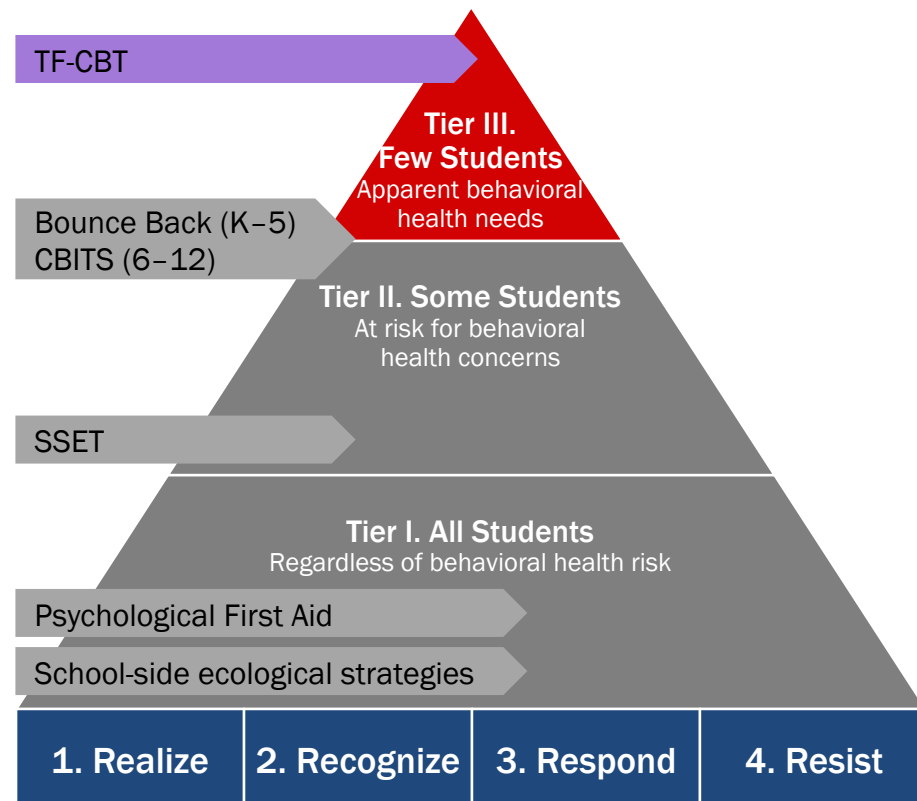 TF-CBT
Tier III.
Few Students
Apparent behavioral
health needs
Bounce Back (K–5)
CBITS (6–12)
Tier II. Some Students
At risk for behavioral
health concerns
SSET
Tier I. All Students
Regardless of behavioral health risk
Psychological First Aid
School-side ecological strategies
1. Realize
2. Recognize
3. Respond
4. Resist